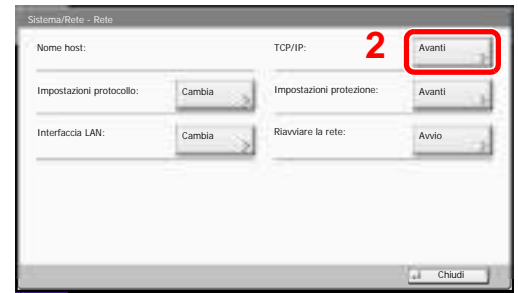 Sistema/Rete - Rete
Nome host: TCP/IP: 2 Avanti
Impostazioni protocollo: Cambia Impostazioni protezione: Avanti
Interfaccia LAN: Cambia Riavviare la rete: Avvio
Chiudi